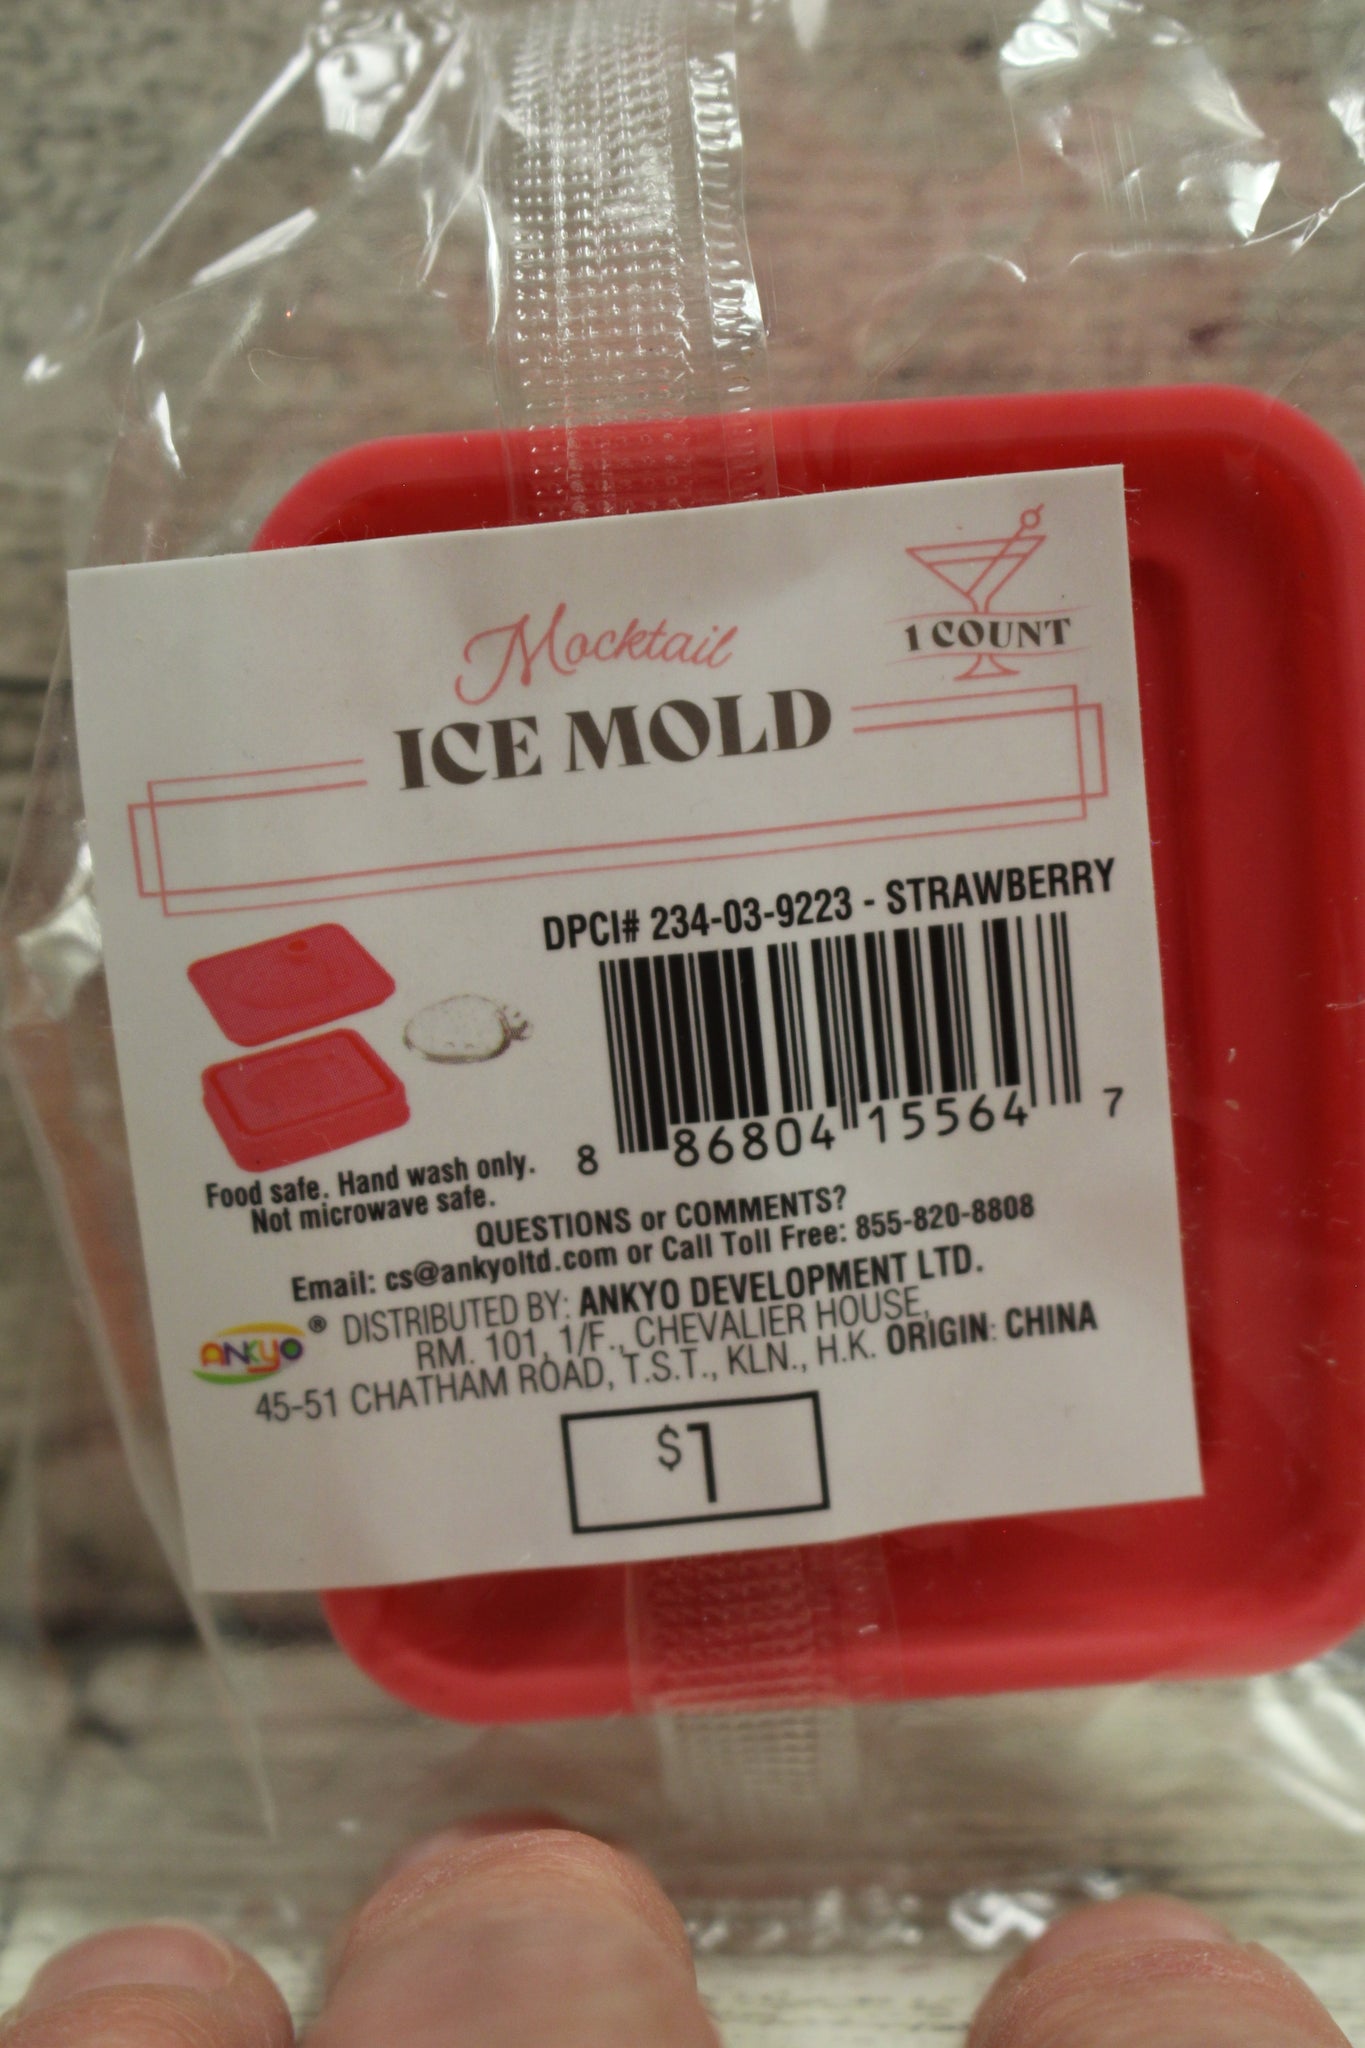 Mocktail
ICE MOLD
1 COUNT
DPCI# 234-03-9223 - STRAWBERRY
8 86804 15564 7
Food safe. Hand wash only.
Not microwave safe.
QUESTIONS or COMMENTS?
Email: cs@ankyoltd.com or Call Toll Free: 855-820-8808
ANKYO® DISTRIBUTED BY: ANKYO DEVELOPMENT LTD.
RM. 101, 1/F., CHEVALIER HOUSE,
45-51 CHATHAM ROAD, T.S.T., KLN., H.K. ORIGIN: CHINA
$1